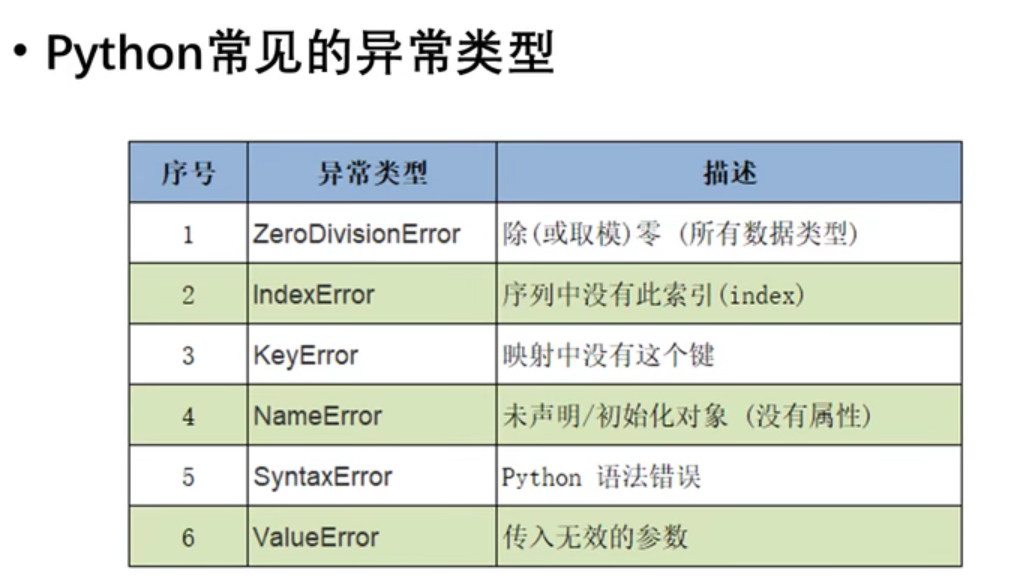 • Python常见的异常类型
序号 异常类型 描述
1 ZeroDivisionError 除(或取模)零 (所有数据类型)
2 IndexError 序列中没有此索引(index)
3 KeyError 映射中没有这个键
4 NameError 未声明/初始化对象 (没有属性)
5 SyntaxError Python 语法错误
6 ValueError 传入无效的参数